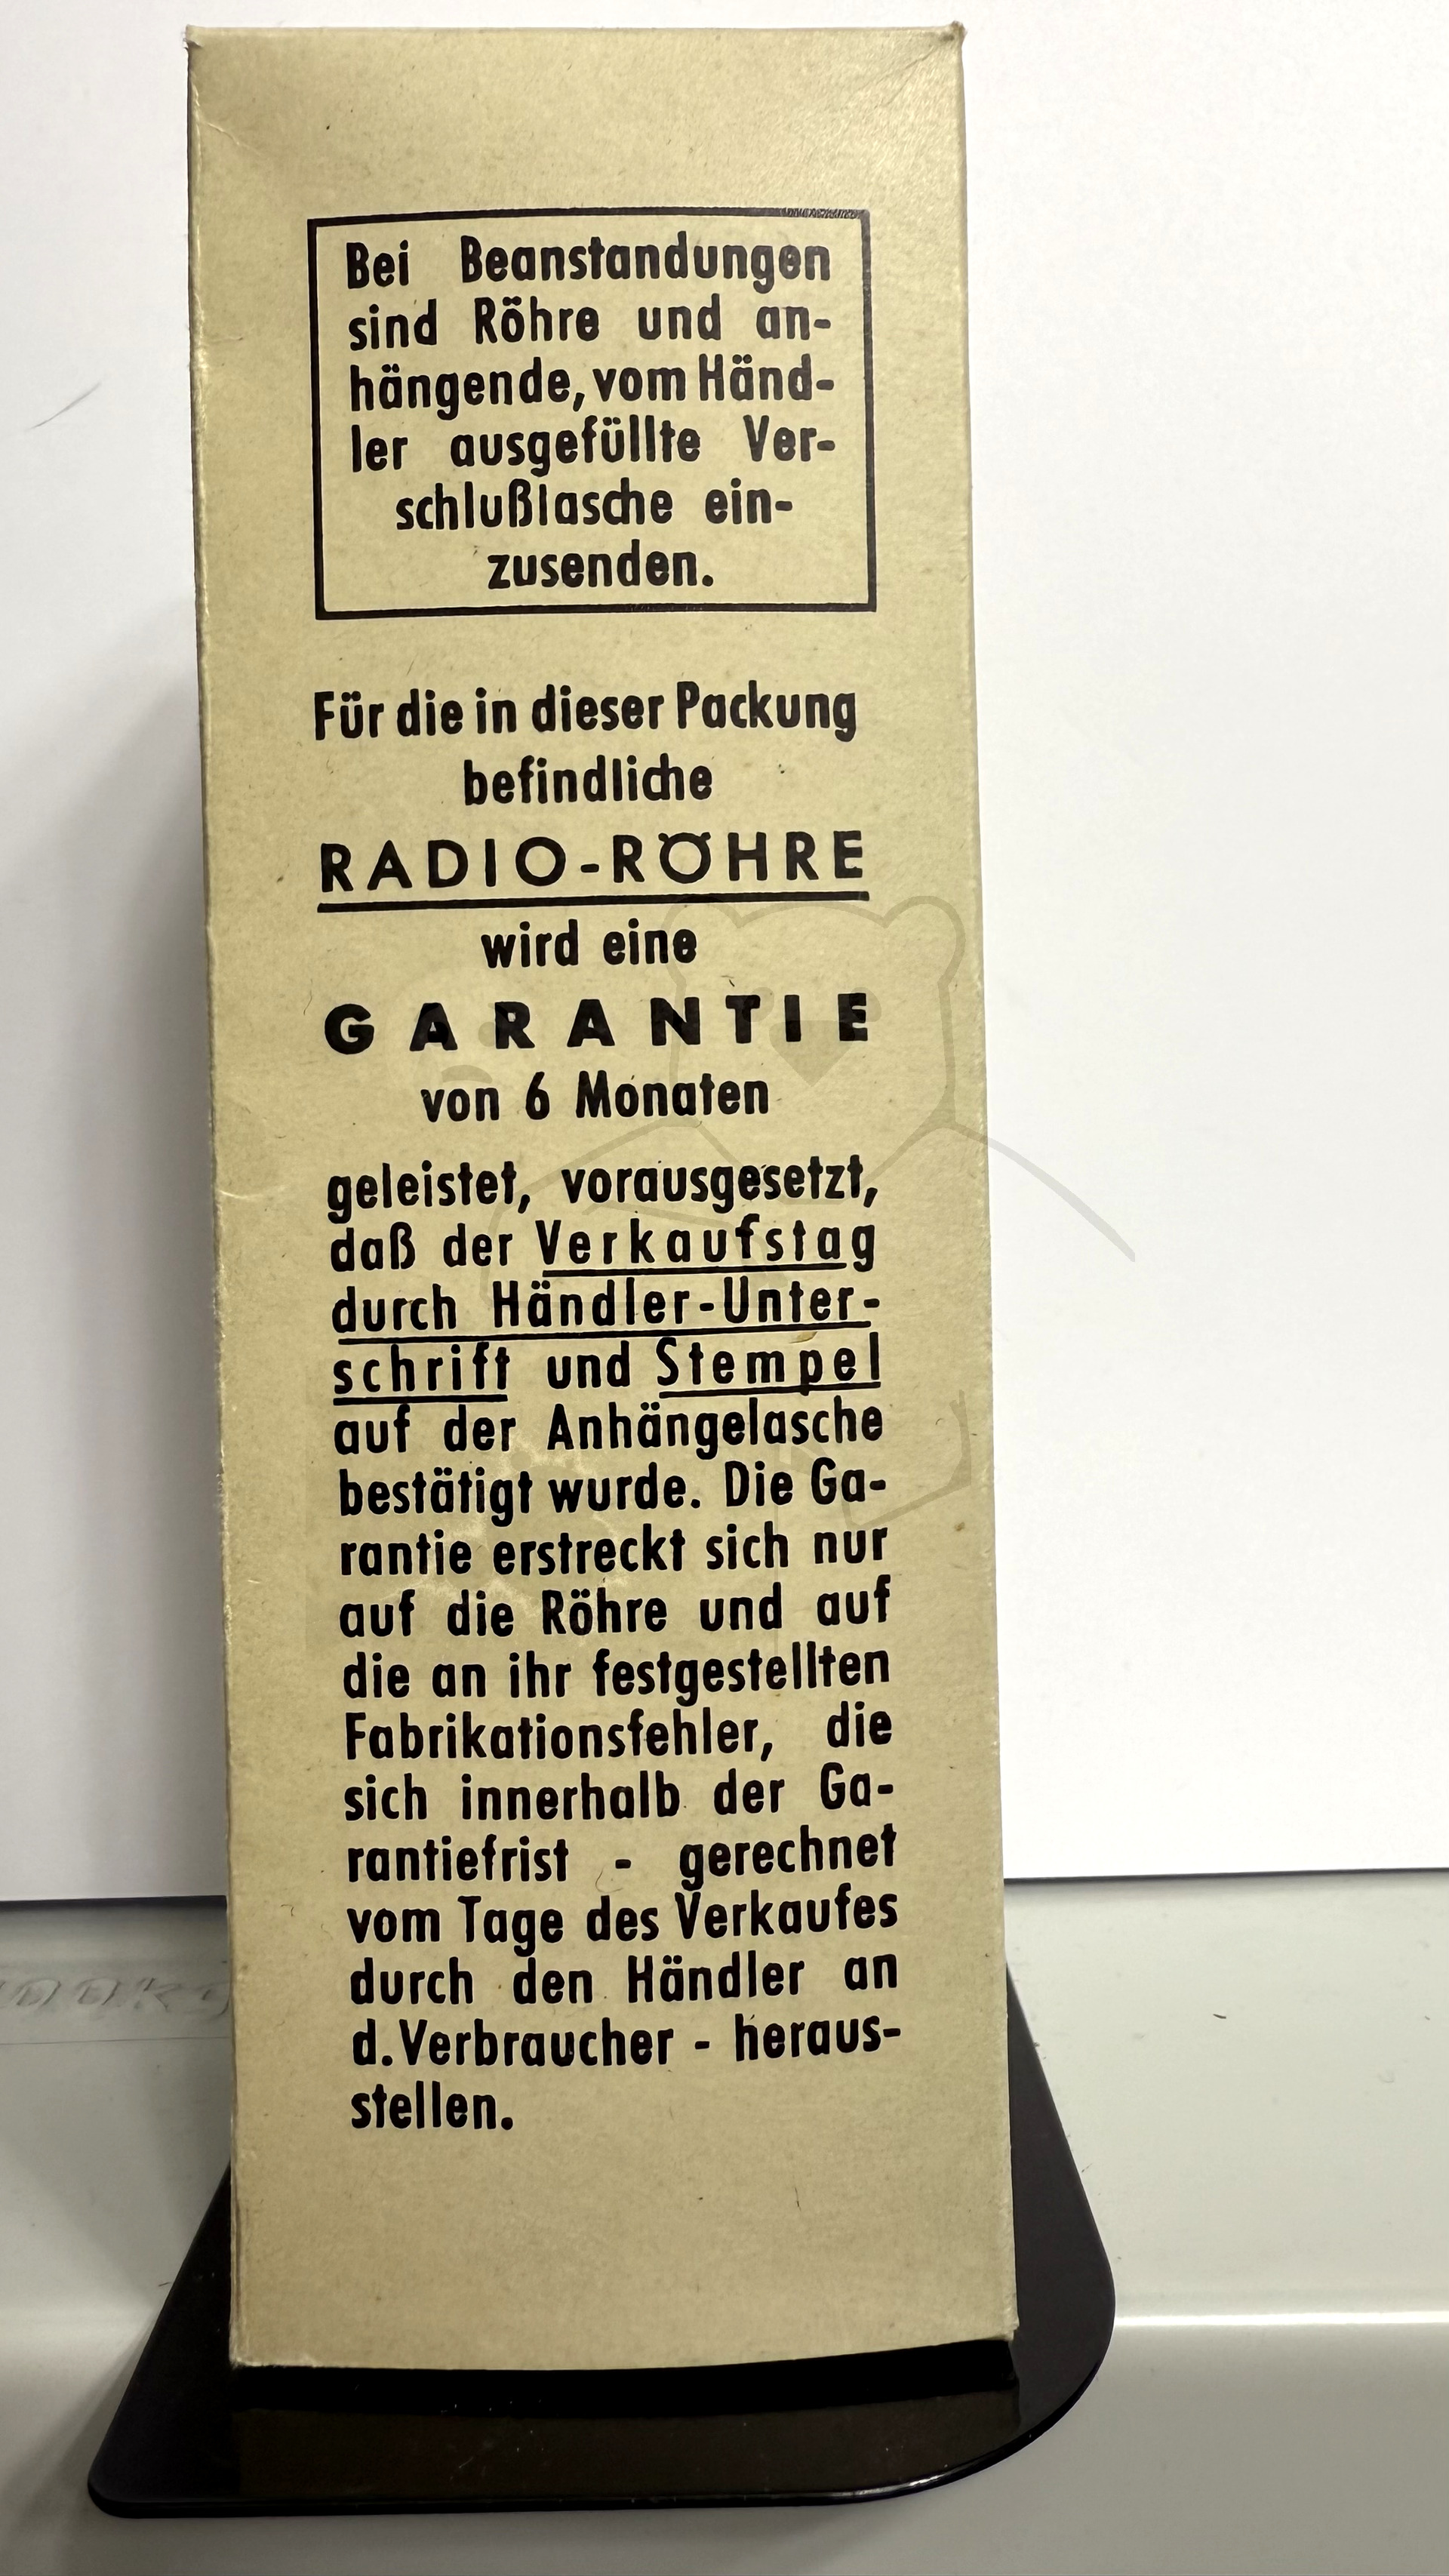 Bei Beanstandungen
sind Röhre und an-
hängende, vom Händ-
ler ausgefüllte Ver-
schlußlasche ein-
zusenden.
Für die in dieser Packung
befindliche
RADIO-RÖHRE
wird eine
GARANTIE
von 6 Monaten
geleistet, vorausgesetzt,
daß der Verkaufstag
durch Händler-Unter-
schrift und Stempel
auf der Anhängelasche
bestätigt wurde. Die Ga-
rantie erstreckt sich nur
auf die Röhre und auf
die an ihr festgestellten
Fabrikationsfehler, die
sich innerhalb der Ga-
rantiefrist - gerechnet
vom Tage des Verkaufes
durch den Händler an
d.Verbraucher - heraus-
stellen.